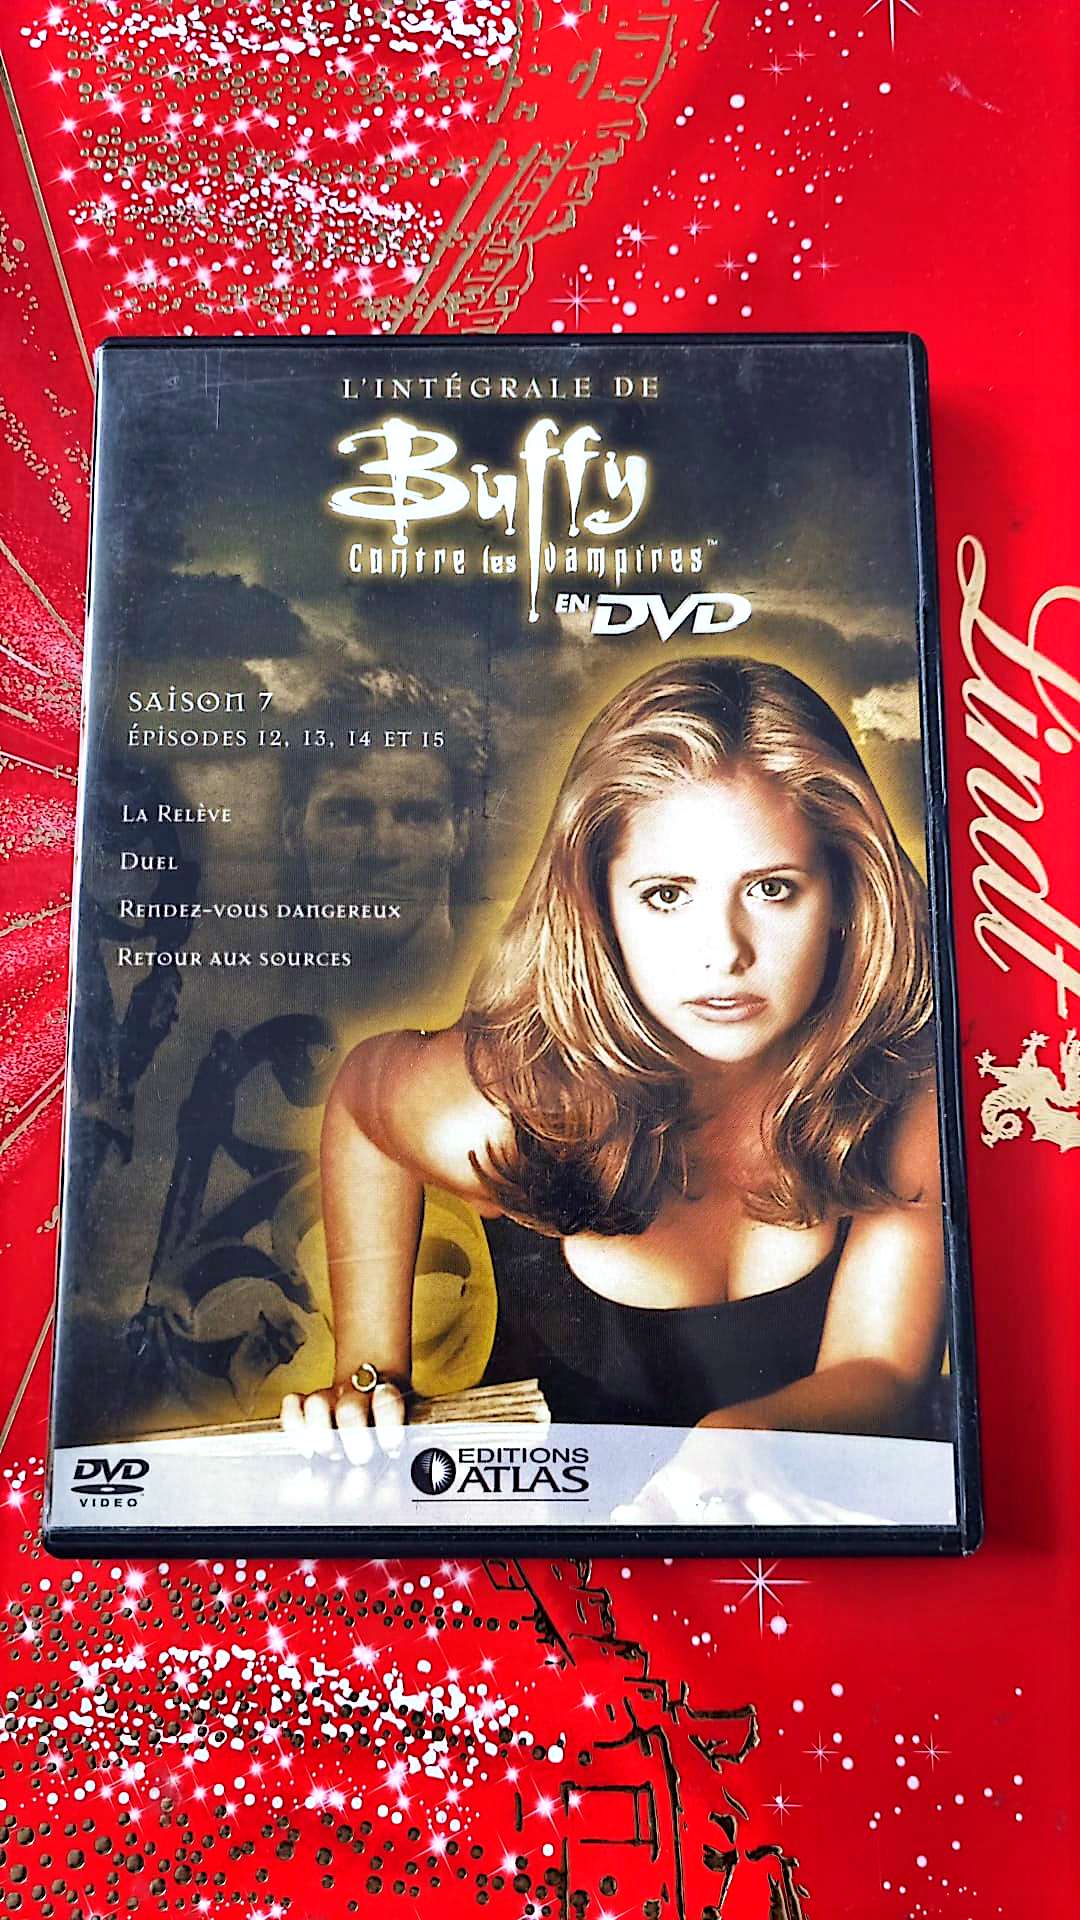 L'INTÉGRALE DE
Buffy
Contre les Vampires™
EN DVD
SAISON 7
ÉPISODES 12, 13, 14 ET 15
LA RELÈVE
DUEL
RENDEZ-VOUS DANGEREUX
RETOUR AUX SOURCES
DVD
VIDEO
EDITIONS
ATLAS
Lindt